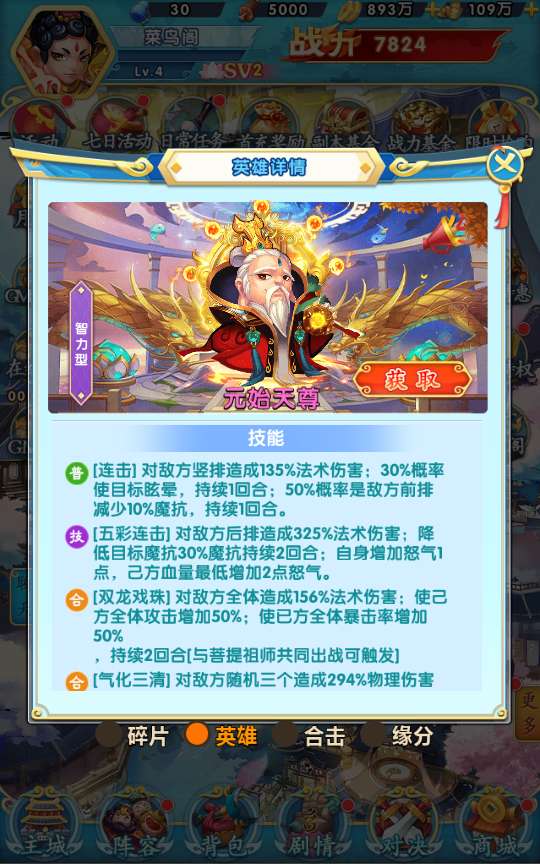 30
5000
893万
109万
菜鸟阁
战力 7824
Lv.4
SV2
活动
七日活动
日常任务
首充奖励
副本基金
战力基金
英雄详情
智力型
元始天尊
获取
技能
普
[连击] 对敌方竖排造成135%法术伤害；30%概率
使目标眩晕，持续1回合；50%概率是敌方前排
减少10%魔抗，持续1回合。
技
[五彩连击] 对敌方后排造成325%法术伤害；降
低目标魔抗30%魔抗持续2回合；自身增加怒气1
点，己方血量最低增加2点怒气。
合
[双龙戏珠] 对敌方全体造成156%法术伤害；使己
方全体攻击增加50%；使已方全体暴击率增加
50%
，持续2回合[与菩提祖师共同出战可触发]
合
[气化三清] 对敌方随机三个造成294%物理伤害
更多
碎片
英雄
合击
缘分
主城
阵容
背包
剧情
对决
商城